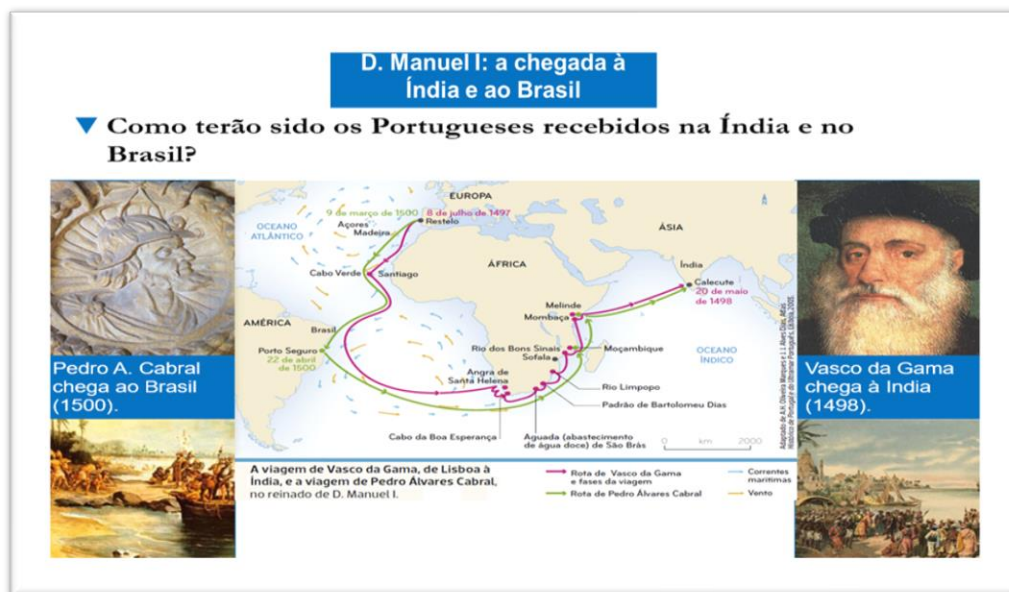 D. Manuel I: a chegada à
Índia e ao Brasil
Como terão sido os Portugueses recebidos na Índia e no
Brasil?
Pedro A. Cabral
chega ao Brasil
(1500).
EUROPA
9 de março de 1500
8 de julho de 1497
Restelo
Açores
Madeira
OCEANO
ATLÂNTICO
ÁSIA
ÁFRICA
Índia
Cabo Verde
Santiago
Calecute
20 de maio
de 1498
Melinde
Mombaça
AMÉRICA
Brasil
Rio dos Bons Sinais
Moçambique
Sofala
Porto Seguro
22 de abril
de 1500
OCEANO
ÍNDICO
Angra de
Santa Helena
Rio Limpopo
Padrão de Bartolomeu Dias
Cabo da Boa Esperança
Aguada (abastecimento
de água doce) de São Brás
0 km 2000
Vasco da Gama
chega à India
(1498).
A viagem de Vasco da Gama, de Lisboa à
Índia, e a viagem de Pedro Álvares Cabral,
no reinado de D. Manuel I.
Rota de Vasco da Gama
e fases da viagem
Rota de Pedro Álvares Cabral
Correntes
marítimas
Vento